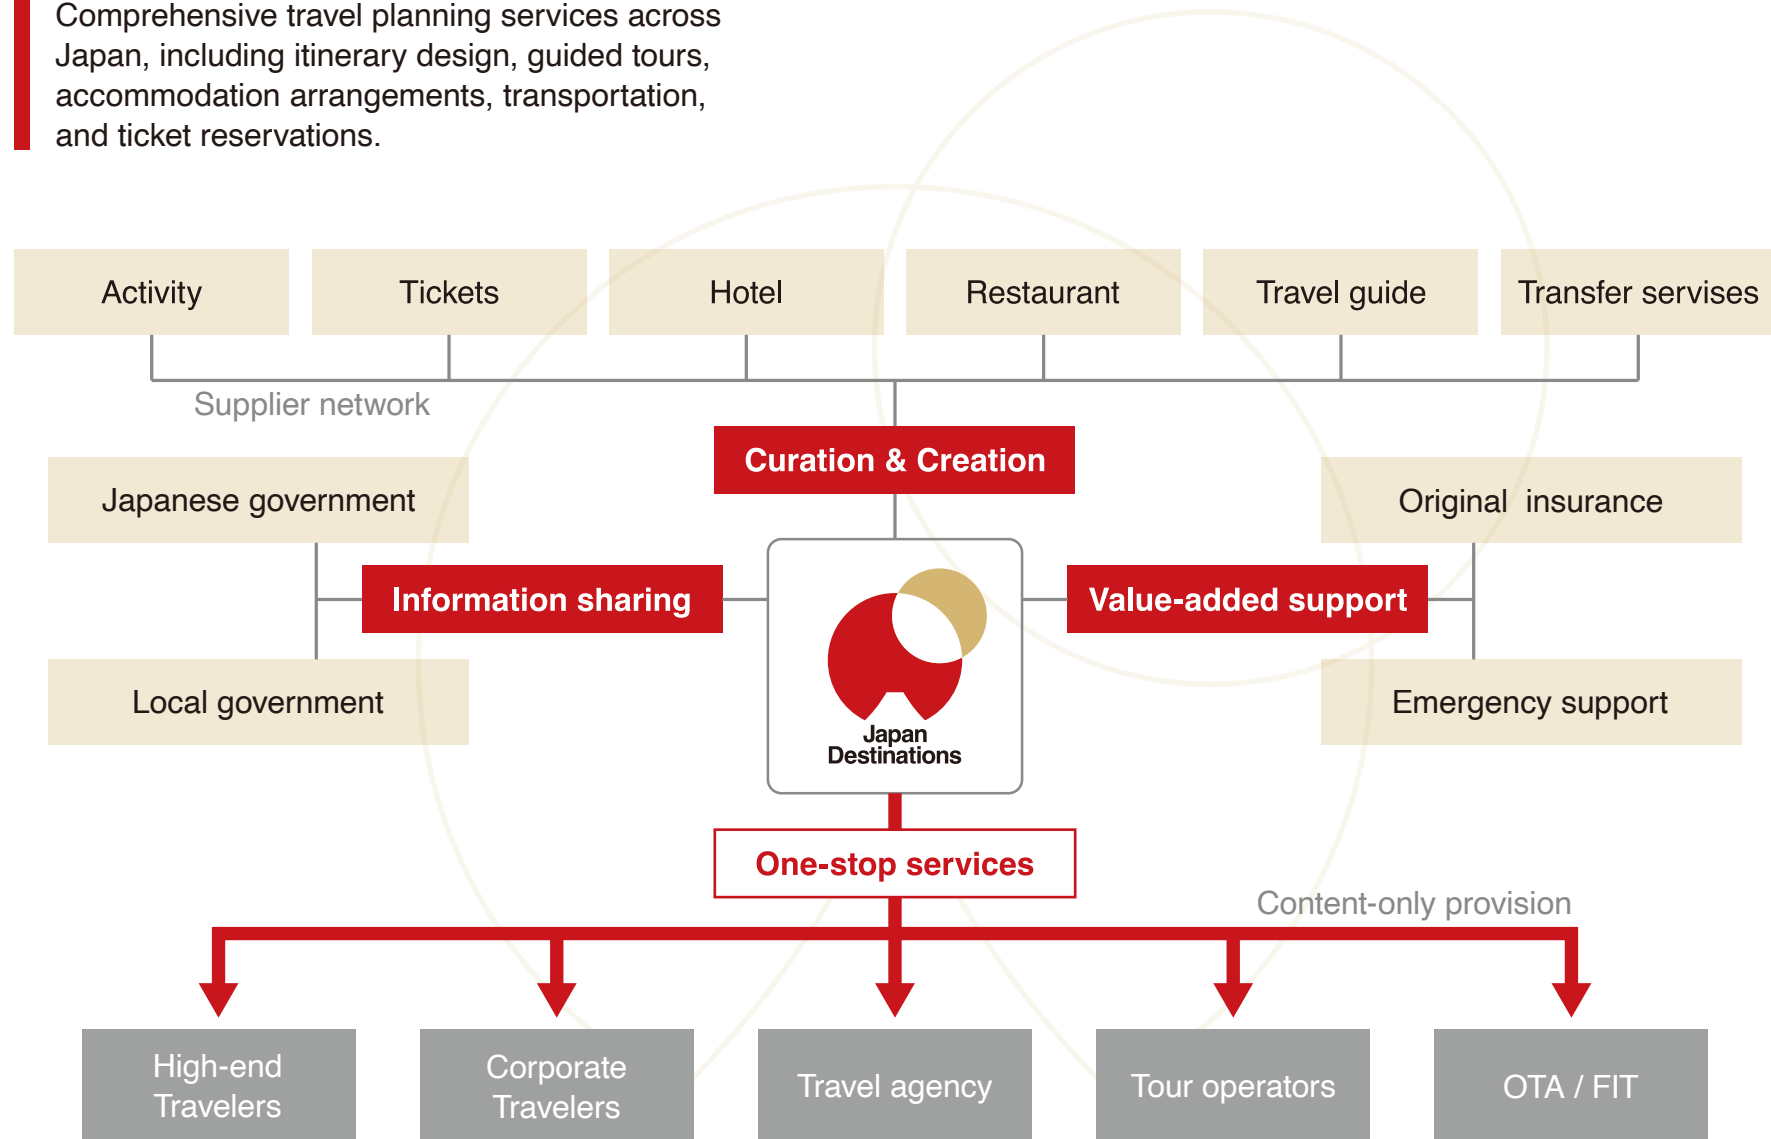 Comprehensive travel planning services across
Japan, including itinerary design, guided tours,
accommodation arrangements, transportation,
and ticket reservations.
Activity
Tickets
Hotel
Restaurant
Travel guide
Transfer servises
Supplier network
Curation & Creation
Japanese government
Original insurance
Information sharing
Value-added support
Local government
Emergency support
Japan
Destinations
One-stop services
Content-only provision
High-end
Travelers
Corporate
Travelers
Travel agency
Tour operators
OTA / FIT